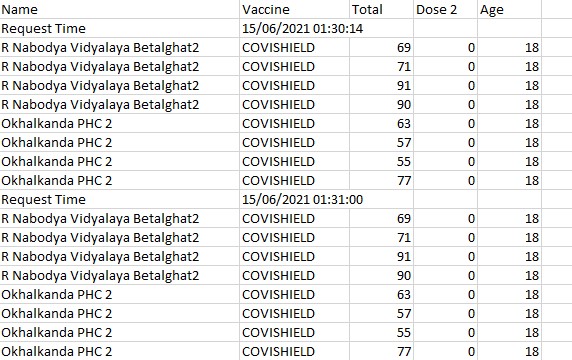 Name Vaccine Total Dose 2 Age
Request Time 15/06/2021 01:30:14
R Nabodya Vidyalaya Betalghat2 COVISHIELD 69 0 18
R Nabodya Vidyalaya Betalghat2 COVISHIELD 71 0 18
R Nabodya Vidyalaya Betalghat2 COVISHIELD 91 0 18
R Nabodya Vidyalaya Betalghat2 COVISHIELD 90 0 18
Okhalkanda PHC 2 COVISHIELD 63 0 18
Okhalkanda PHC 2 COVISHIELD 57 0 18
Okhalkanda PHC 2 COVISHIELD 55 0 18
Okhalkanda PHC 2 COVISHIELD 77 0 18
Request Time 15/06/2021 01:31:00
R Nabodya Vidyalaya Betalghat2 COVISHIELD 69 0 18
R Nabodya Vidyalaya Betalghat2 COVISHIELD 71 0 18
R Nabodya Vidyalaya Betalghat2 COVISHIELD 91 0 18
R Nabodya Vidyalaya Betalghat2 COVISHIELD 90 0 18
Okhalkanda PHC 2 COVISHIELD 63 0 18
Okhalkanda PHC 2 COVISHIELD 57 0 18
Okhalkanda PHC 2 COVISHIELD 55 0 18
Okhalkanda PHC 2 COVISHIELD 77 0 18